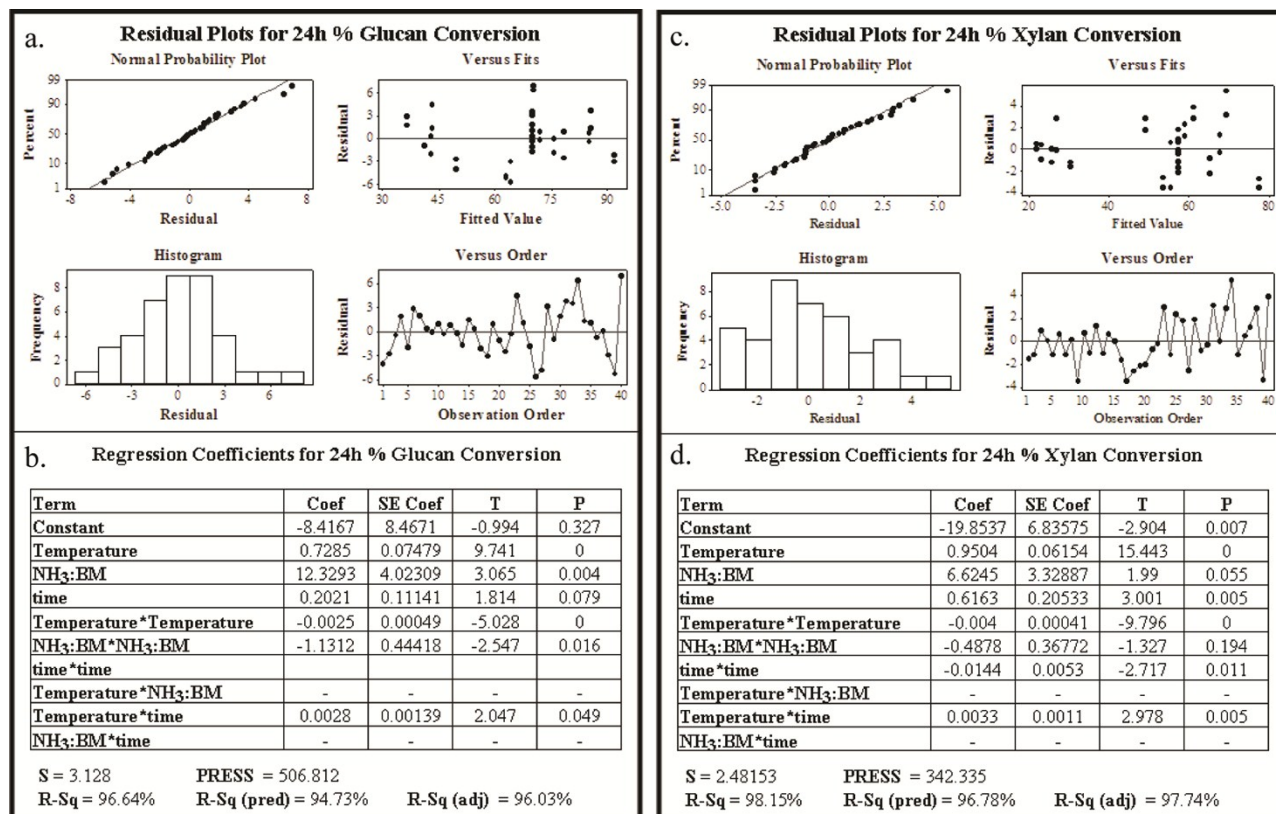 a.
Residual Plots for 24h % Glucan Conversion
Normal Probability Plot
Versus Fits
99
90
50
10
1
Percent
-8
-4
0
4
8
Residual
6
3
0
-3
-6
Residual
30
45
60
75
90
Fitted Value
Histogram
Versus Order
8
6
4
2
0
Frequency
-6
-3
0
3
6
Residual
6
3
0
-3
-6
Residual
1
5
10
15
20
25
30
35
40
Observation Order
b.
Regression Coefficients for 24h % Glucan Conversion
Term Coef SE Coef T P
Constant -8.4167 8.4671 -0.994 0.327
Temperature 0.7285 0.07479 9.741 0
NH3:BM 12.3293 4.02309 3.065 0.004
time 0.2021 0.11141 1.814 0.079
Temperature*Temperature -0.0025 0.00049 -5.028 0
NH3:BM*NH3:BM -1.1312 0.44418 -2.547 0.016
time*time
Temperature*NH3:BM - - - -
Temperature*time 0.0028 0.00139 2.047 0.049
NH3:BM*time - - - -
S = 3.128 PRESS = 506.812
R-Sq = 96.64% R-Sq (pred) = 94.73% R-Sq (adj) = 96.03%
c.
Residual Plots for 24h % Xylan Conversion
Normal Probability Plot
Versus Fits
99
90
50
10
1
Percent
-5.0
-2.5
0.0
2.5
5.0
Residual
4
2
0
-2
-4
Residual
20
40
60
80
Fitted Value
Histogram
Versus Order
8
6
4
2
0
Frequency
-2
0
2
4
Residual
4
2
0
-2
-4
Residual
1
5
10
15
20
25
30
35
40
Observation Order
d.
Regression Coefficients for 24h % Xylan Conversion
Term Coef SE Coef T P
Constant -19.8537 6.83575 -2.904 0.007
Temperature 0.9504 0.06154 15.443 0
NH3:BM 6.6245 3.32887 1.99 0.055
time 0.6163 0.20533 3.001 0.005
Temperature*Temperature -0.004 0.00041 -9.796 0
NH3:BM*NH3:BM -0.4878 0.36772 -1.327 0.194
time*time -0.0144 0.0053 -2.717 0.011
Temperature*NH3:BM - - - -
Temperature*time 0.0033 0.0011 2.978 0.005
NH3:BM*time - - - -
S = 2.48153 PRESS = 342.335
R-Sq = 98.15% R-Sq (pred) = 96.78% R-Sq (adj) = 97.74%